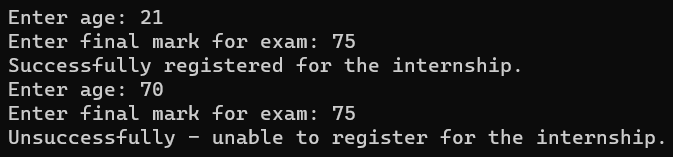 Enter age: 21
Enter final mark for exam: 75
Successfully registered for the internship.
Enter age: 70
Enter final mark for exam: 75
Unsuccessfully - unable to register for the internship.